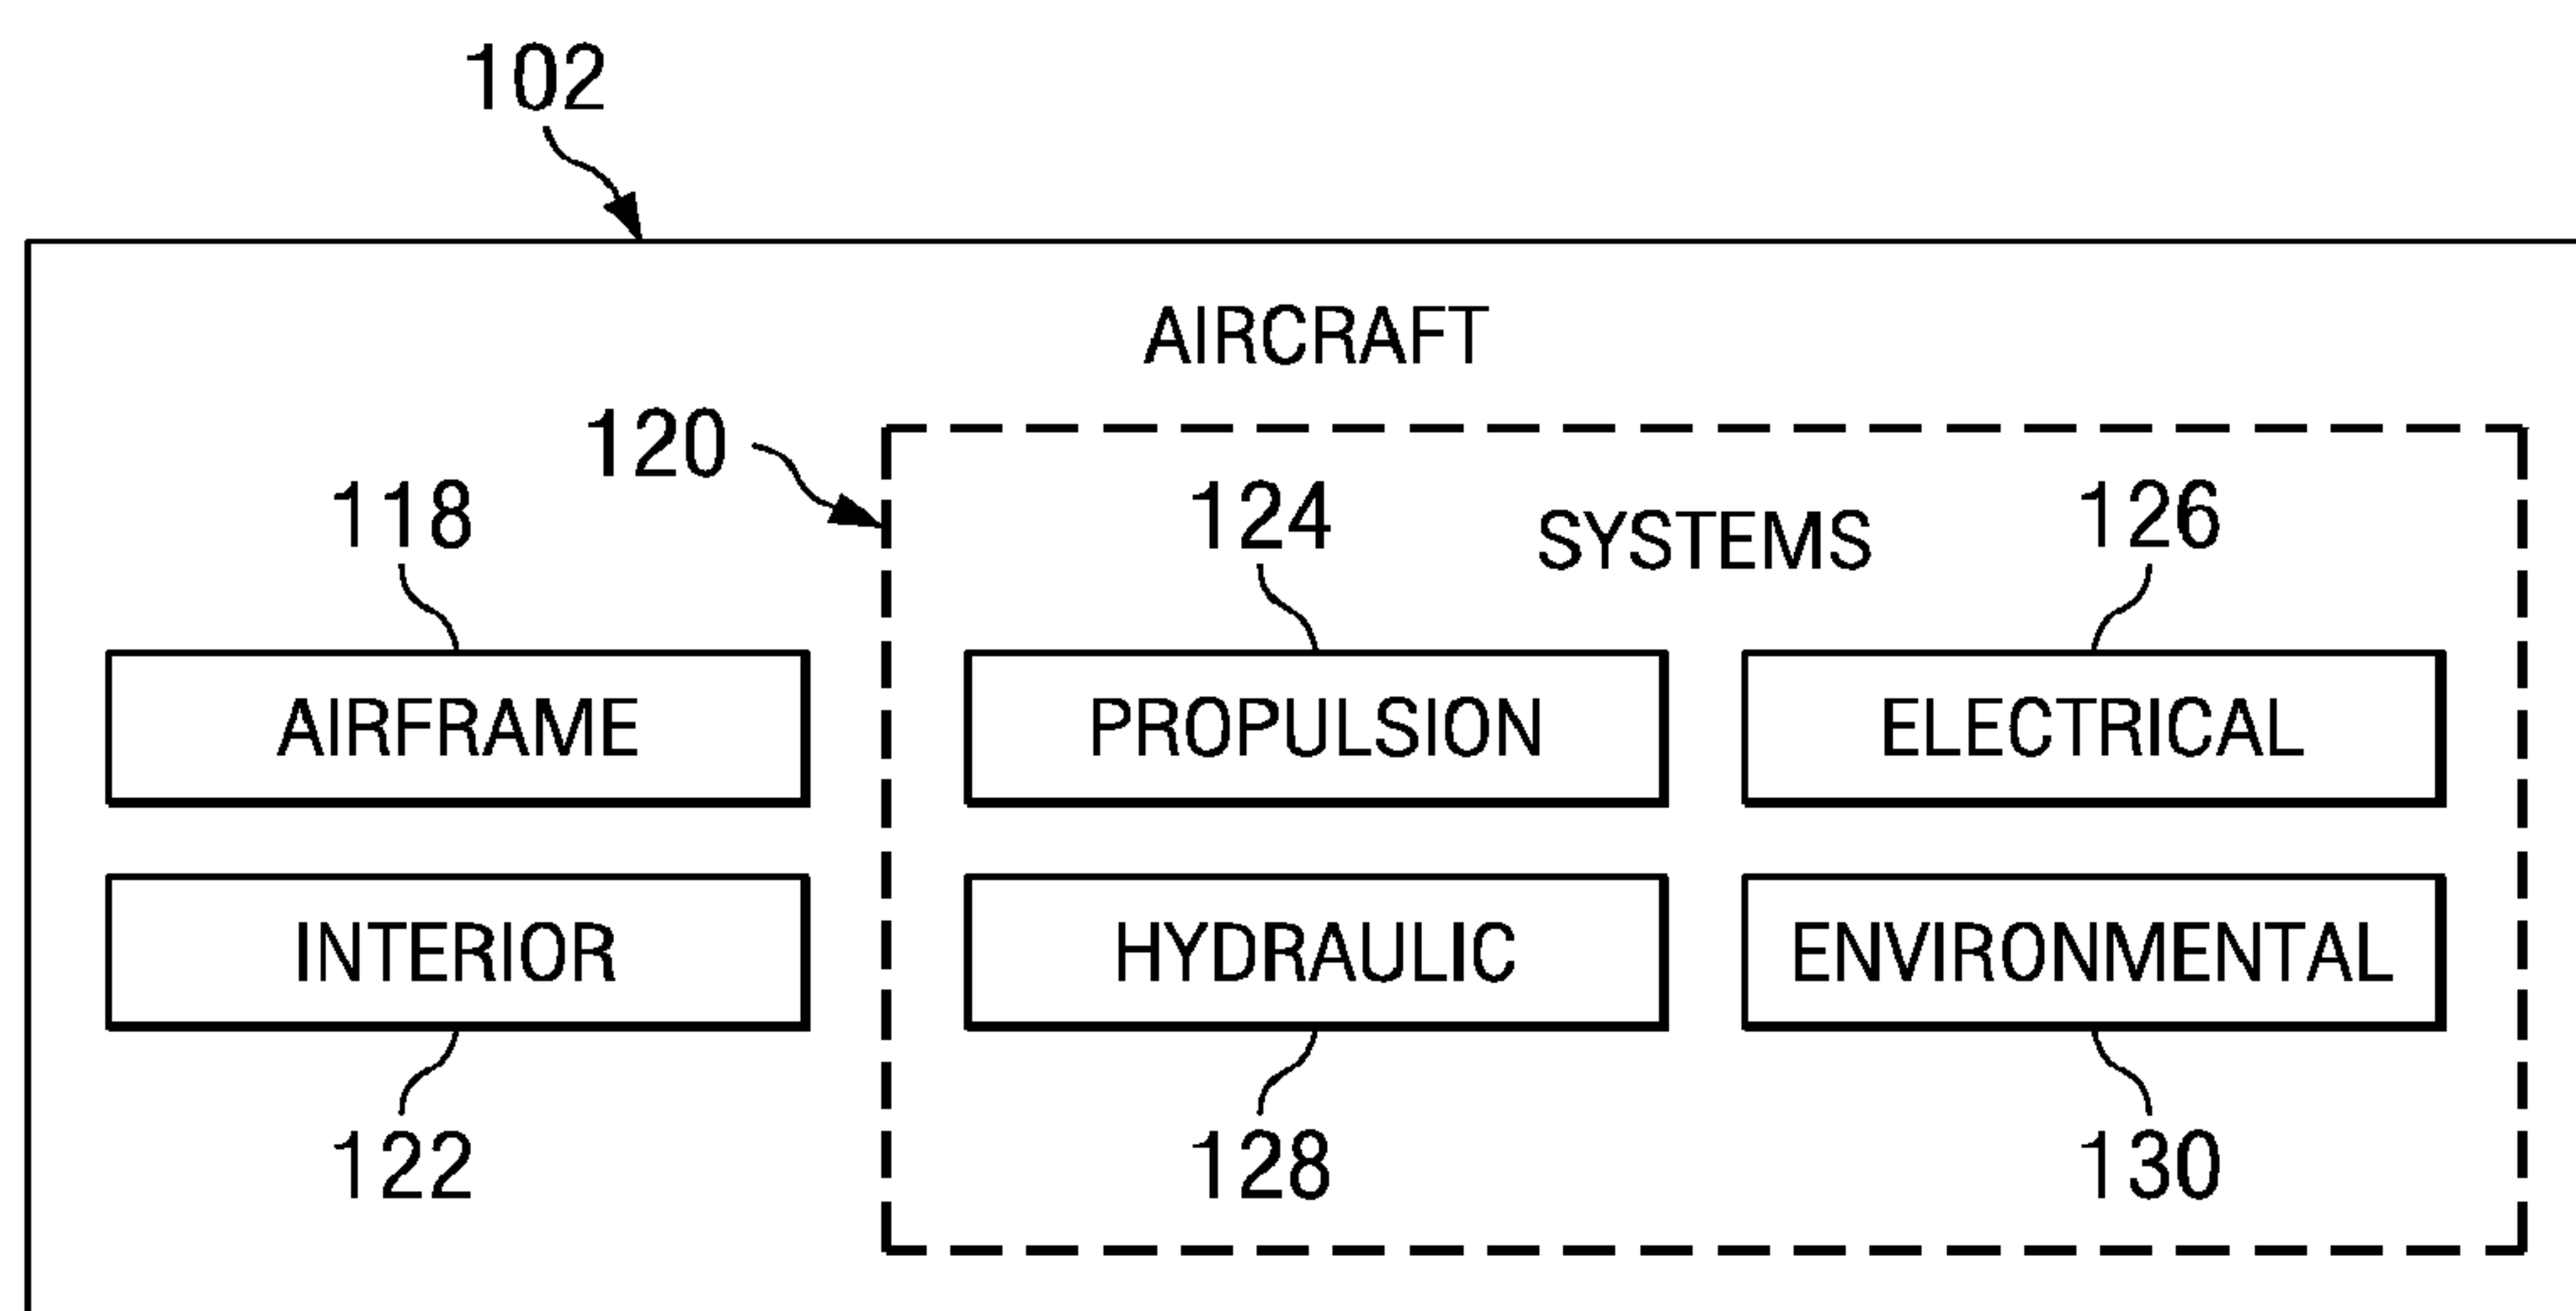 102
AIRCRAFT
120
118
124
SYSTEMS
126
AIRFRAME
PROPULSION
ELECTRICAL
INTERIOR
HYDRAULIC
ENVIRONMENTAL
122
128
130